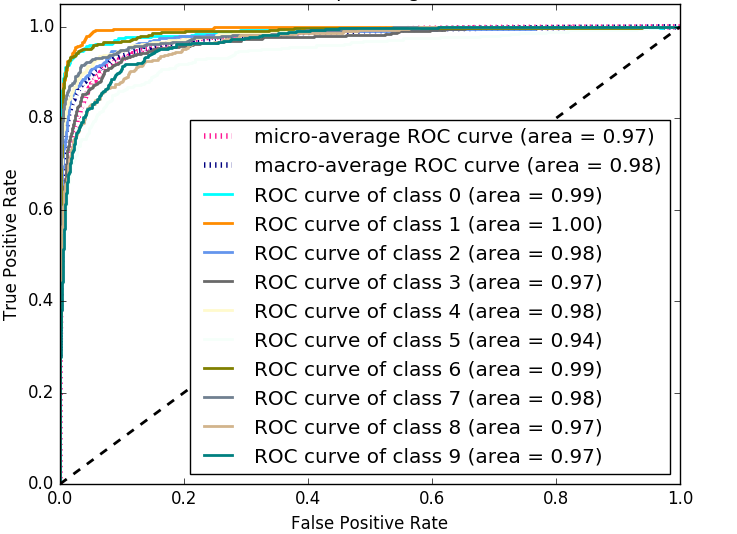 1.0
0.8
0.6
0.4
0.2
0.0
True Positive Rate
micro-average ROC curve (area = 0.97)
macro-average ROC curve (area = 0.98)
ROC curve of class 0 (area = 0.99)
ROC curve of class 1 (area = 1.00)
ROC curve of class 2 (area = 0.98)
ROC curve of class 3 (area = 0.97)
ROC curve of class 4 (area = 0.98)
ROC curve of class 5 (area = 0.94)
ROC curve of class 6 (area = 0.99)
ROC curve of class 7 (area = 0.98)
ROC curve of class 8 (area = 0.97)
ROC curve of class 9 (area = 0.97)
0.0 0.2 0.4 0.6 0.8 1.0
False Positive Rate